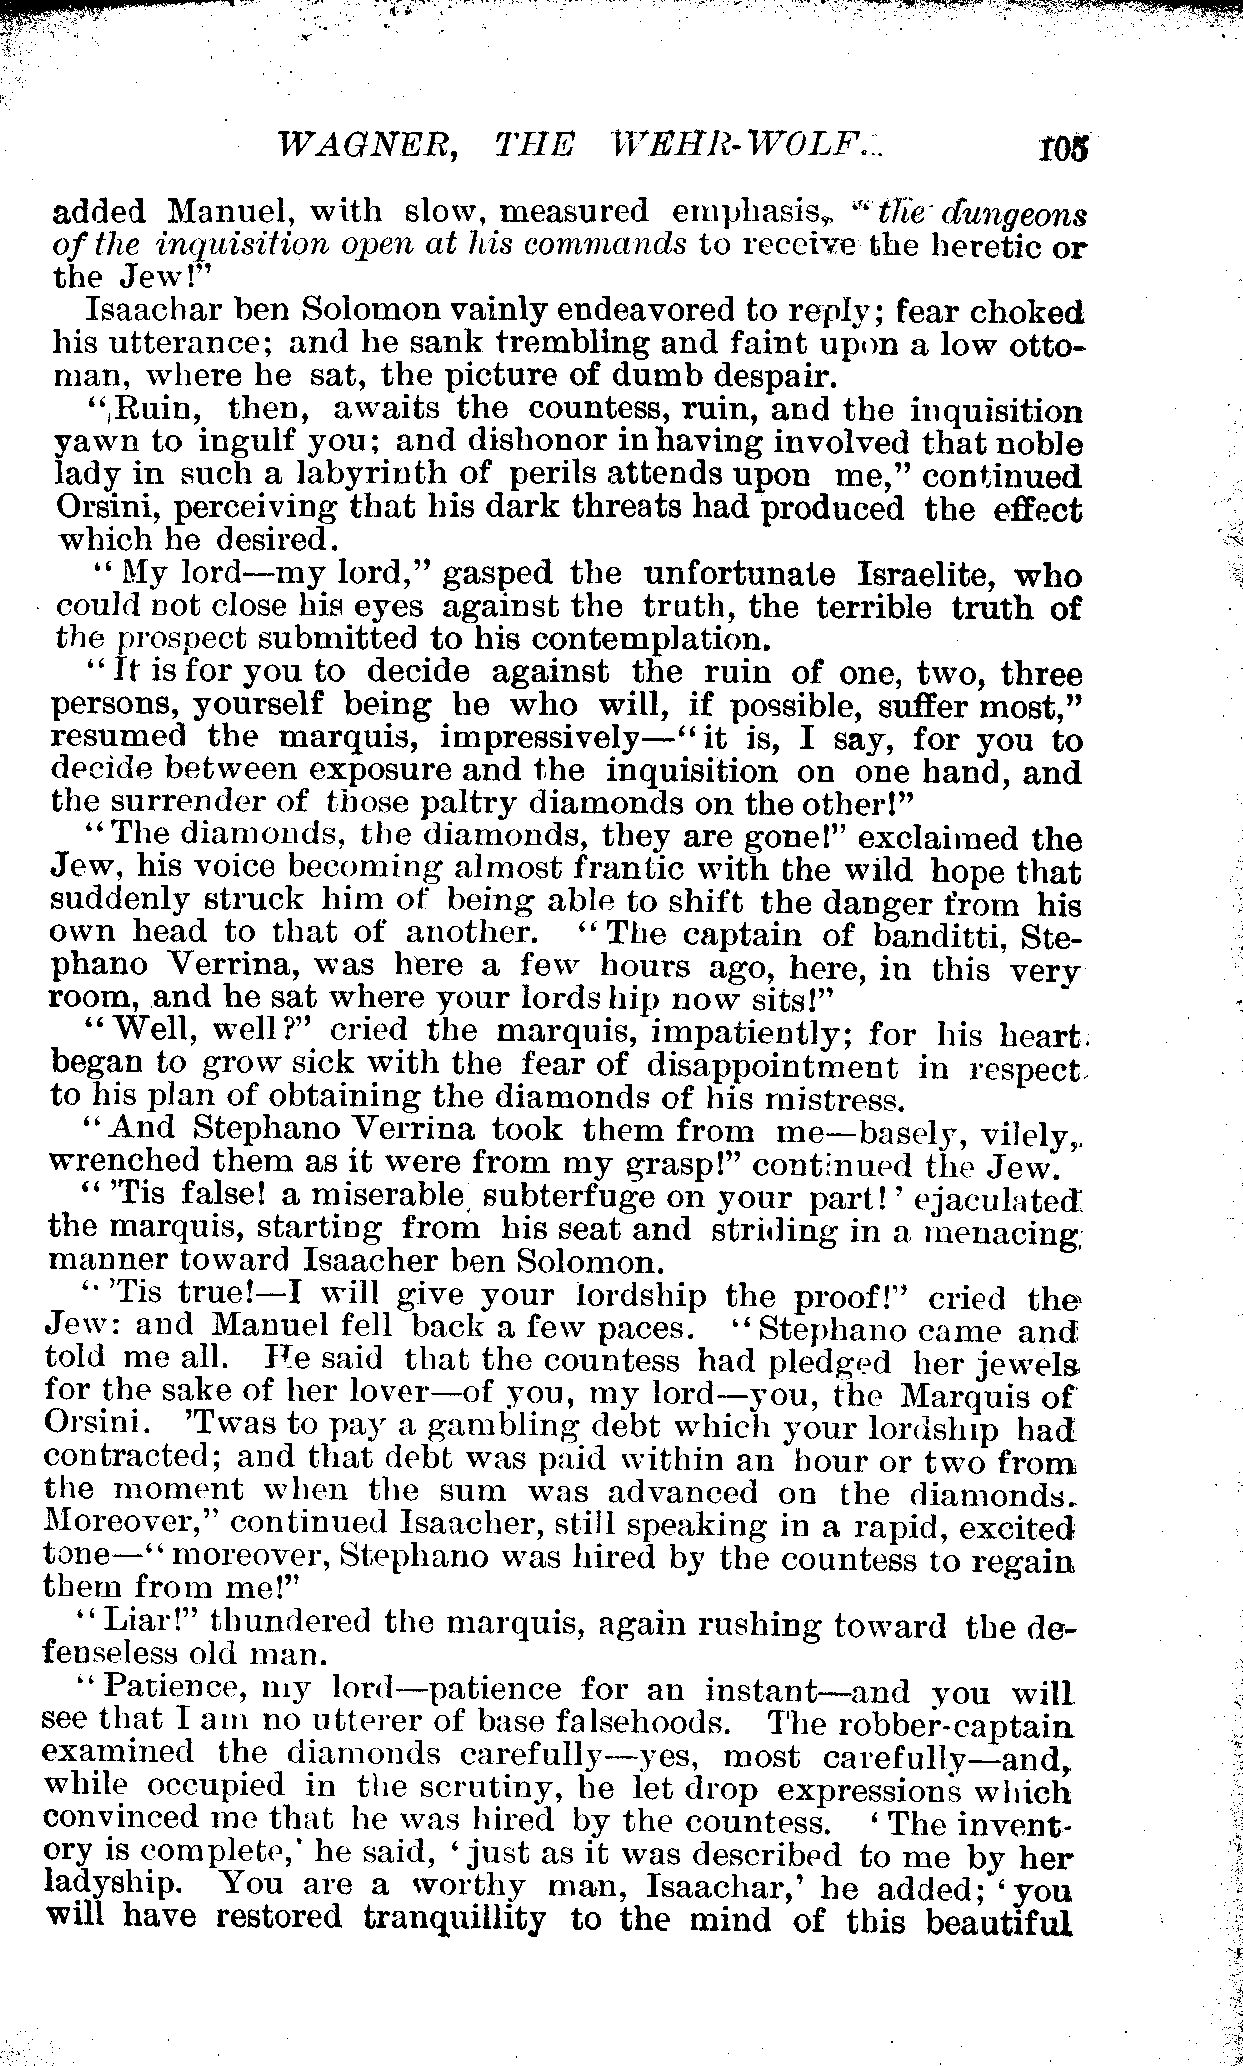 WAGNER, THE WEHR-WOLF. 105
added Manuel, with slow, measured emphasis, "the dungeons
of the inquisition open at his commands to receive the heretic or
the Jew!"
Isaachar ben Solomon vainly endeavored to reply; fear choked
his utterance; and he sank trembling and faint upon a low otto-
man, where he sat, the picture of dumb despair.
"Ruin, then, awaits the countess, ruin, and the inquisition
yawn to ingulf you; and dishonor in having involved that noble
lady in such a labyrinth of perils attends upon me," continued
Orsini, perceiving that his dark threats had produced the effect
which he desired.
"My lord—my lord," gasped the unfortunate Israelite, who
could not close his eyes against the truth, the terrible truth of
the prospect submitted to his contemplation.
"It is for you to decide against the ruin of one, two, three
persons, yourself being he who will, if possible, suffer most,"
resumed the marquis, impressively—"it is, I say, for you to
decide between exposure and the inquisition on one hand, and
the surrender of those paltry diamonds on the other!"
"The diamonds, the diamonds, they are gone!" exclaimed the
Jew, his voice becoming almost frantic with the wild hope that
suddenly struck him of being able to shift the danger from his
own head to that of another. "The captain of banditti, Ste-
phano Verrina, was here a few hours ago, here, in this very
room, and he sat where your lordship now sits!"
"Well, well?" cried the marquis, impatiently; for his heart
began to grow sick with the fear of disappointment in respect
to his plan of obtaining the diamonds of his mistress.
"And Stephano Verrina took them from me—basely, vilely,
wrenched them as it were from my grasp!" continued the Jew.
"'Tis false! a miserable subterfuge on your part!' ejaculated
the marquis, starting from his seat and striding in a menacing
manner toward Isaacher ben Solomon.
"'Tis true!—I will give your lordship the proof!" cried the
Jew: and Manuel fell back a few paces. "Stephano came and
told me all. He said that the countess had pledged her jewels
for the sake of her lover—of you, my lord—you, the Marquis of
Orsini. 'Twas to pay a gambling debt which your lordship had
contracted; and that debt was paid within an hour or two from
the moment when the sum was advanced on the diamonds.
Moreover," continued Isaacher, still speaking in a rapid, excited
tone—"moreover, Stephano was hired by the countess to regain
them from me!"
"Liar!" thundered the marquis, again rushing toward the de-
fenseless old man.
"Patience, my lord—patience for an instant—and you will
see that I am no utterer of base falsehoods. The robber-captain
examined the diamonds carefully—yes, most carefully—and,
while occupied in the scrutiny, he let drop expressions which
convinced me that he was hired by the countess. 'The invent-
ory is complete,' he said, 'just as it was described to me by her
ladyship. You are a worthy man, Isaachar,' he added; 'you
will have restored tranquillity to the mind of this beautiful